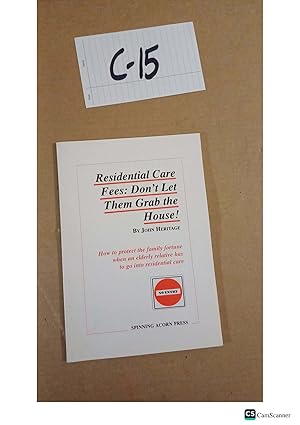 C-15
Residential Care
Fees: Don't Let
Them Grab the
House!
BY JOHN HERITAGE
How to protect the family fortune
when an elderly relative has
to go into residential care
NO ENTRY
SPINNING ACORN PRESS
CS CamScanner